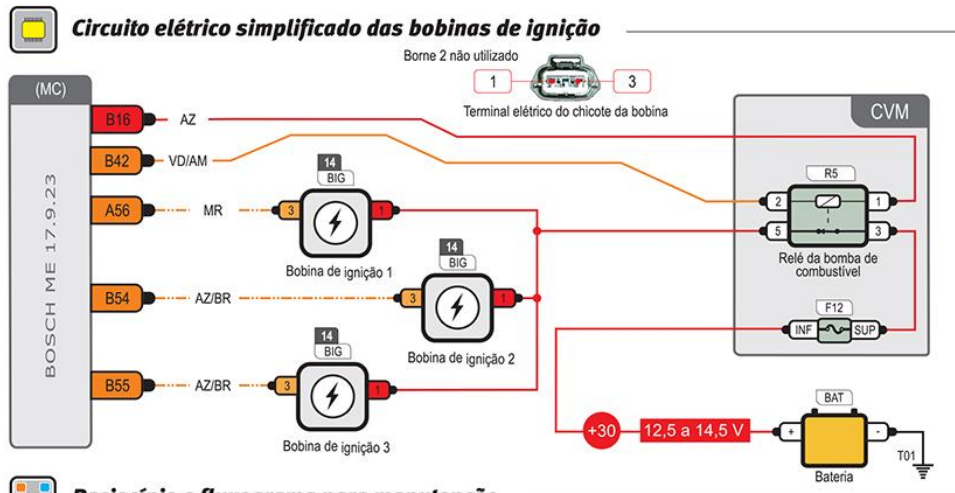 Circuito elétrico simplificado das bobinas de ignição
Borne 2 não utilizado
1
3
Terminal elétrico do chicote da bobina
(MC)
BOSCH ME 17.9.23
B16
AZ
B42
VD/AM
A56
MR
B54
AZ/BR
B55
AZ/BR
14
BIG
3
1
Bobina de ignição 1
14
BIG
3
1
Bobina de ignição 2
14
BIG
3
1
Bobina de ignição 3
CVM
R5
2
1
5
3
Relé da bomba de
combustível
F12
INF
SUP
+30
12,5 a 14,5 V
BAT
+
-
Bateria
T01
Raciocínio e fluxograma para manutenção